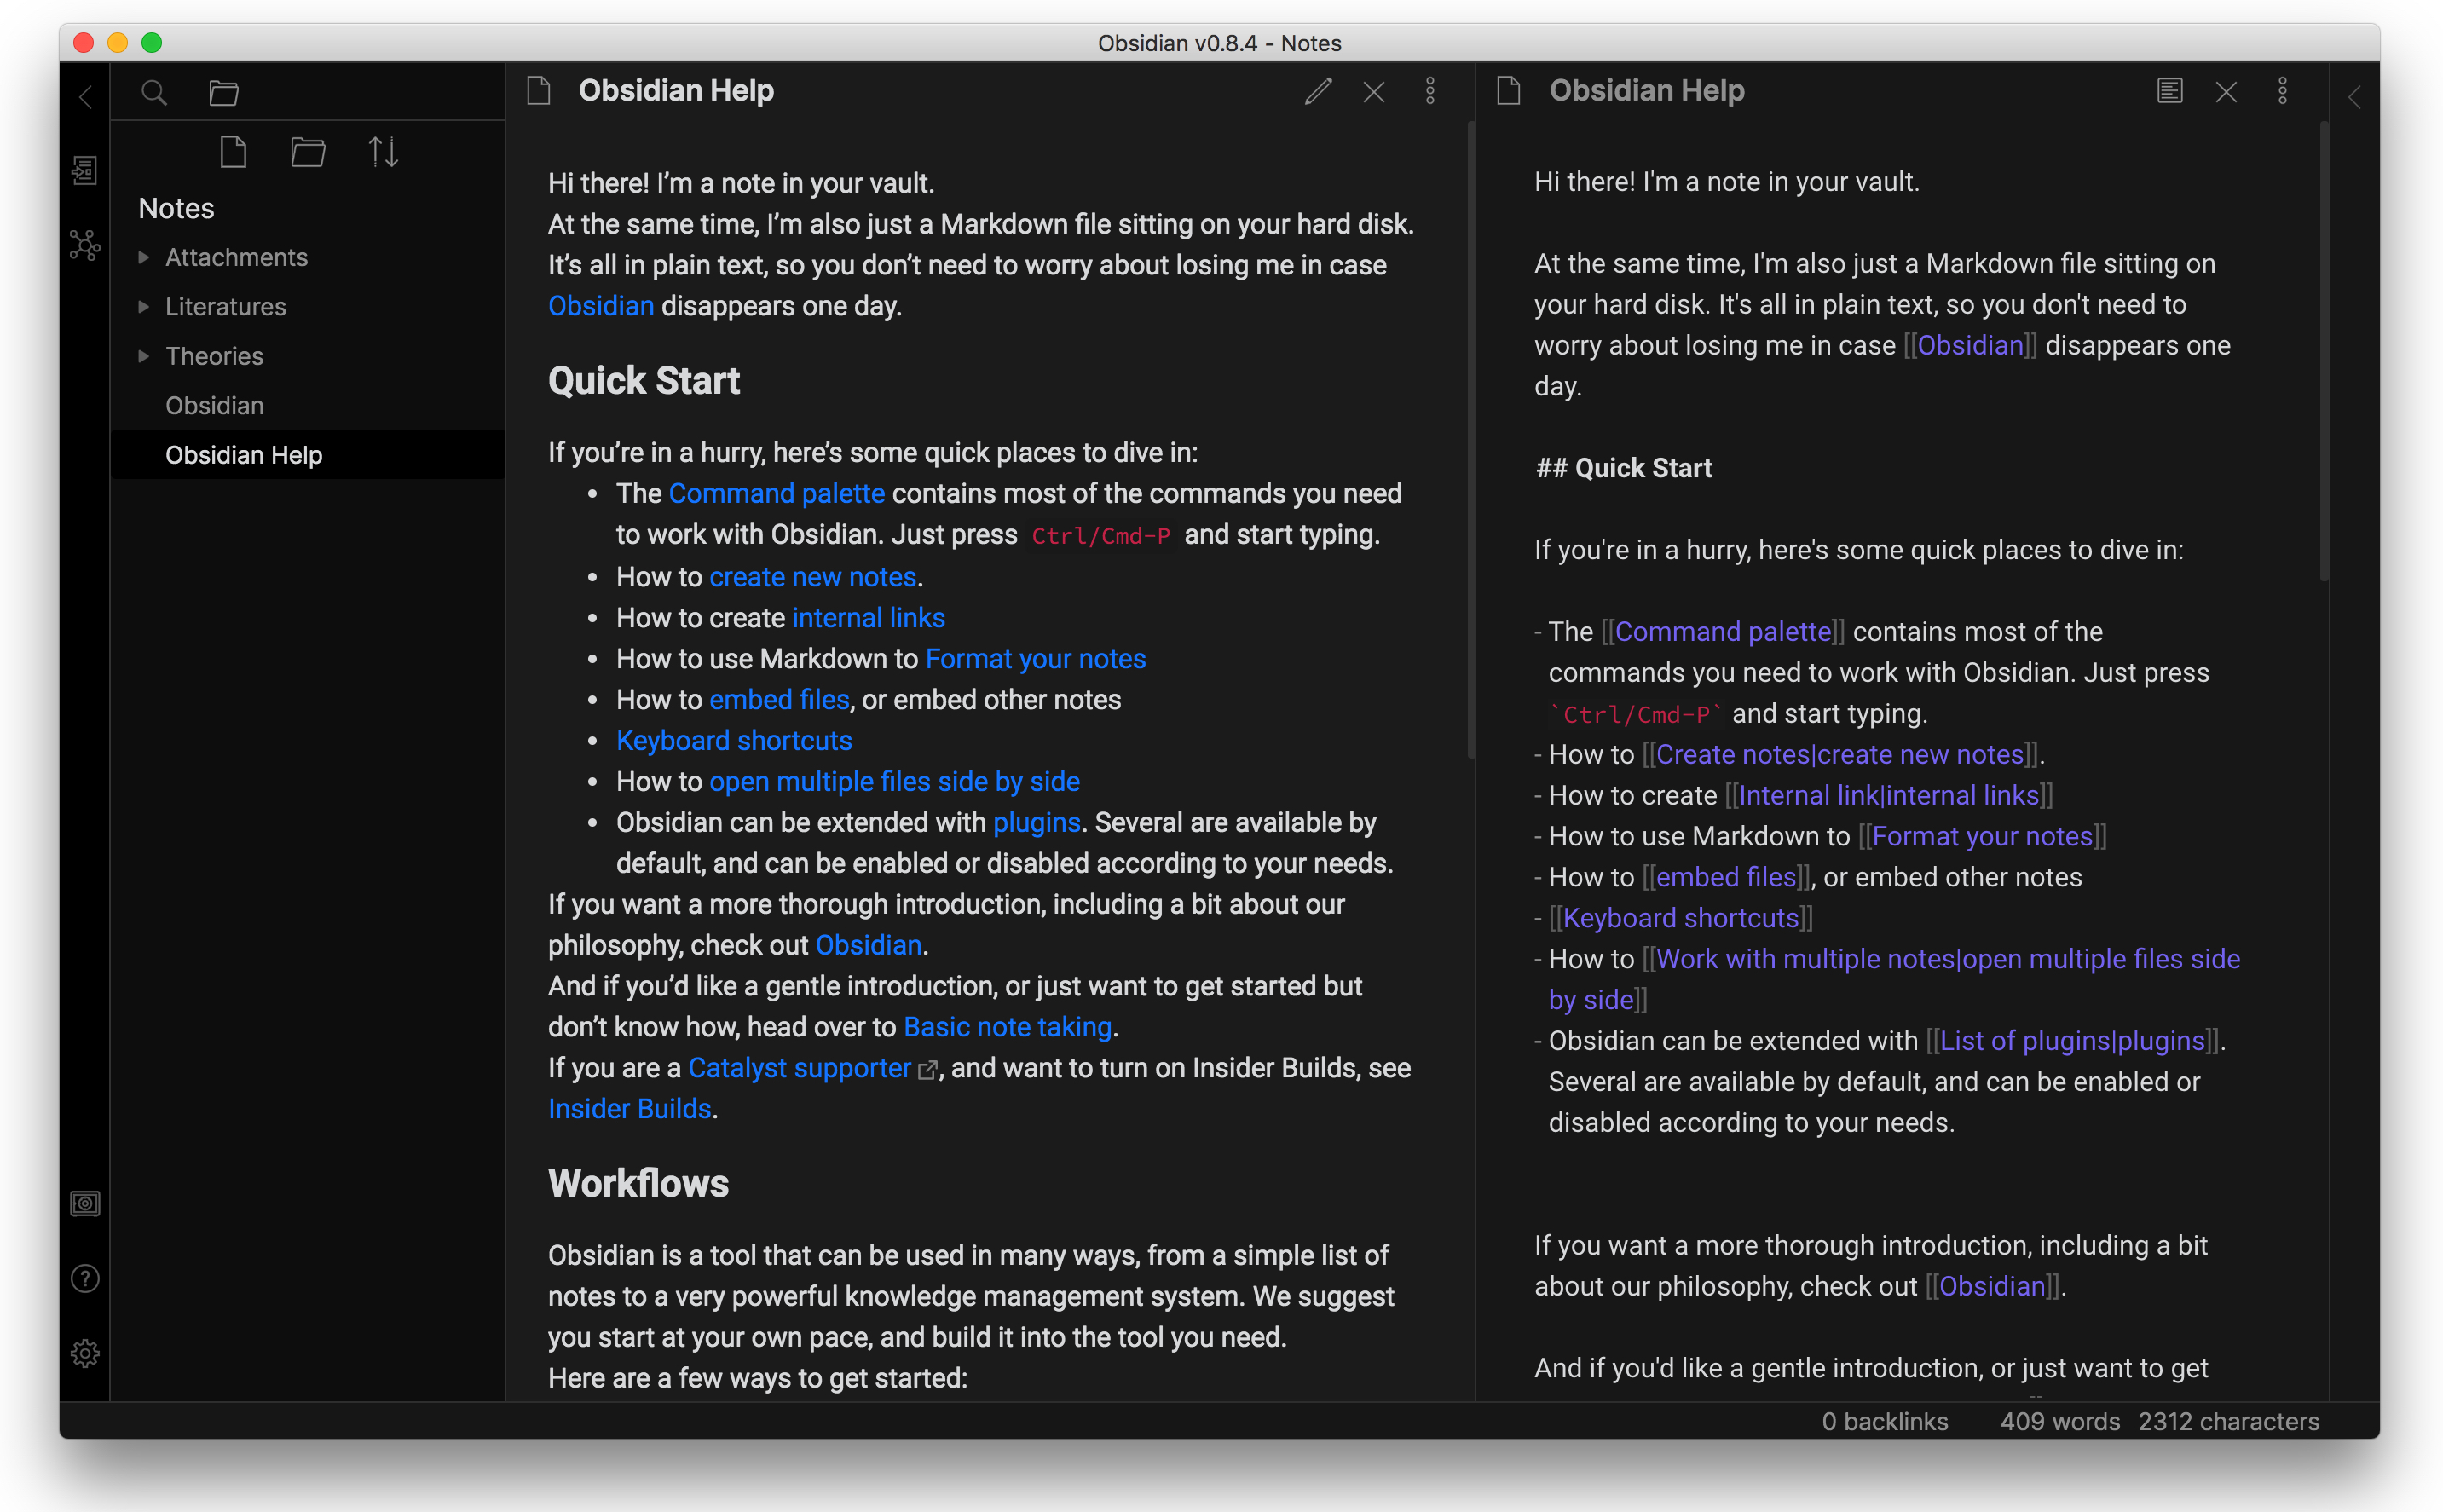 Obsidian v0.8.4 - Notes
Notes
Attachments
Literatures
Theories
Obsidian
Obsidian Help
Obsidian Help
Hi there! I’m a note in your vault.
At the same time, I’m also just a Markdown file sitting on your hard disk.
It’s all in plain text, so you don’t need to worry about losing me in case
Obsidian disappears one day.
Quick Start
If you’re in a hurry, here’s some quick places to dive in:
• The Command palette contains most of the commands you need
to work with Obsidian. Just press Ctrl/Cmd-P and start typing.
• How to create new notes.
• How to create internal links
• How to use Markdown to Format your notes
• How to embed files, or embed other notes
• Keyboard shortcuts
• How to open multiple files side by side
• Obsidian can be extended with plugins. Several are available by
default, and can be enabled or disabled according to your needs.
If you want a more thorough introduction, including a bit about our
philosophy, check out Obsidian.
And if you’d like a gentle introduction, or just want to get started but
don’t know how, head over to Basic note taking.
If you are a Catalyst supporter, and want to turn on Insider Builds, see
Insider Builds.
Workflows
Obsidian is a tool that can be used in many ways, from a simple list of
notes to a very powerful knowledge management system. We suggest
you start at your own pace, and build it into the tool you need.
Here are a few ways to get started:
Obsidian Help
Hi there! I'm a note in your vault.
At the same time, I'm also just a Markdown file sitting on
your hard disk. It's all in plain text, so you don't need to
worry about losing me in case [[Obsidian]] disappears one
day.
## Quick Start
If you're in a hurry, here's some quick places to dive in:
- The [[Command palette]] contains most of the
commands you need to work with Obsidian. Just press
`Ctrl/Cmd-P` and start typing.
- How to [[Create notes|create new notes]].
- How to create [[Internal link|internal links]]
- How to use Markdown to [[Format your notes]]
- How to [[embed files]], or embed other notes
- [[Keyboard shortcuts]]
- How to [[Work with multiple notes|open multiple files side
by side]]
- Obsidian can be extended with [[List of plugins|plugins]].
Several are available by default, and can be enabled or
disabled according to your needs.
If you want a more thorough introduction, including a bit
about our philosophy, check out [[Obsidian]].
And if you'd like a gentle introduction, or just want to get
0 backlinks 409 words 2312 characters